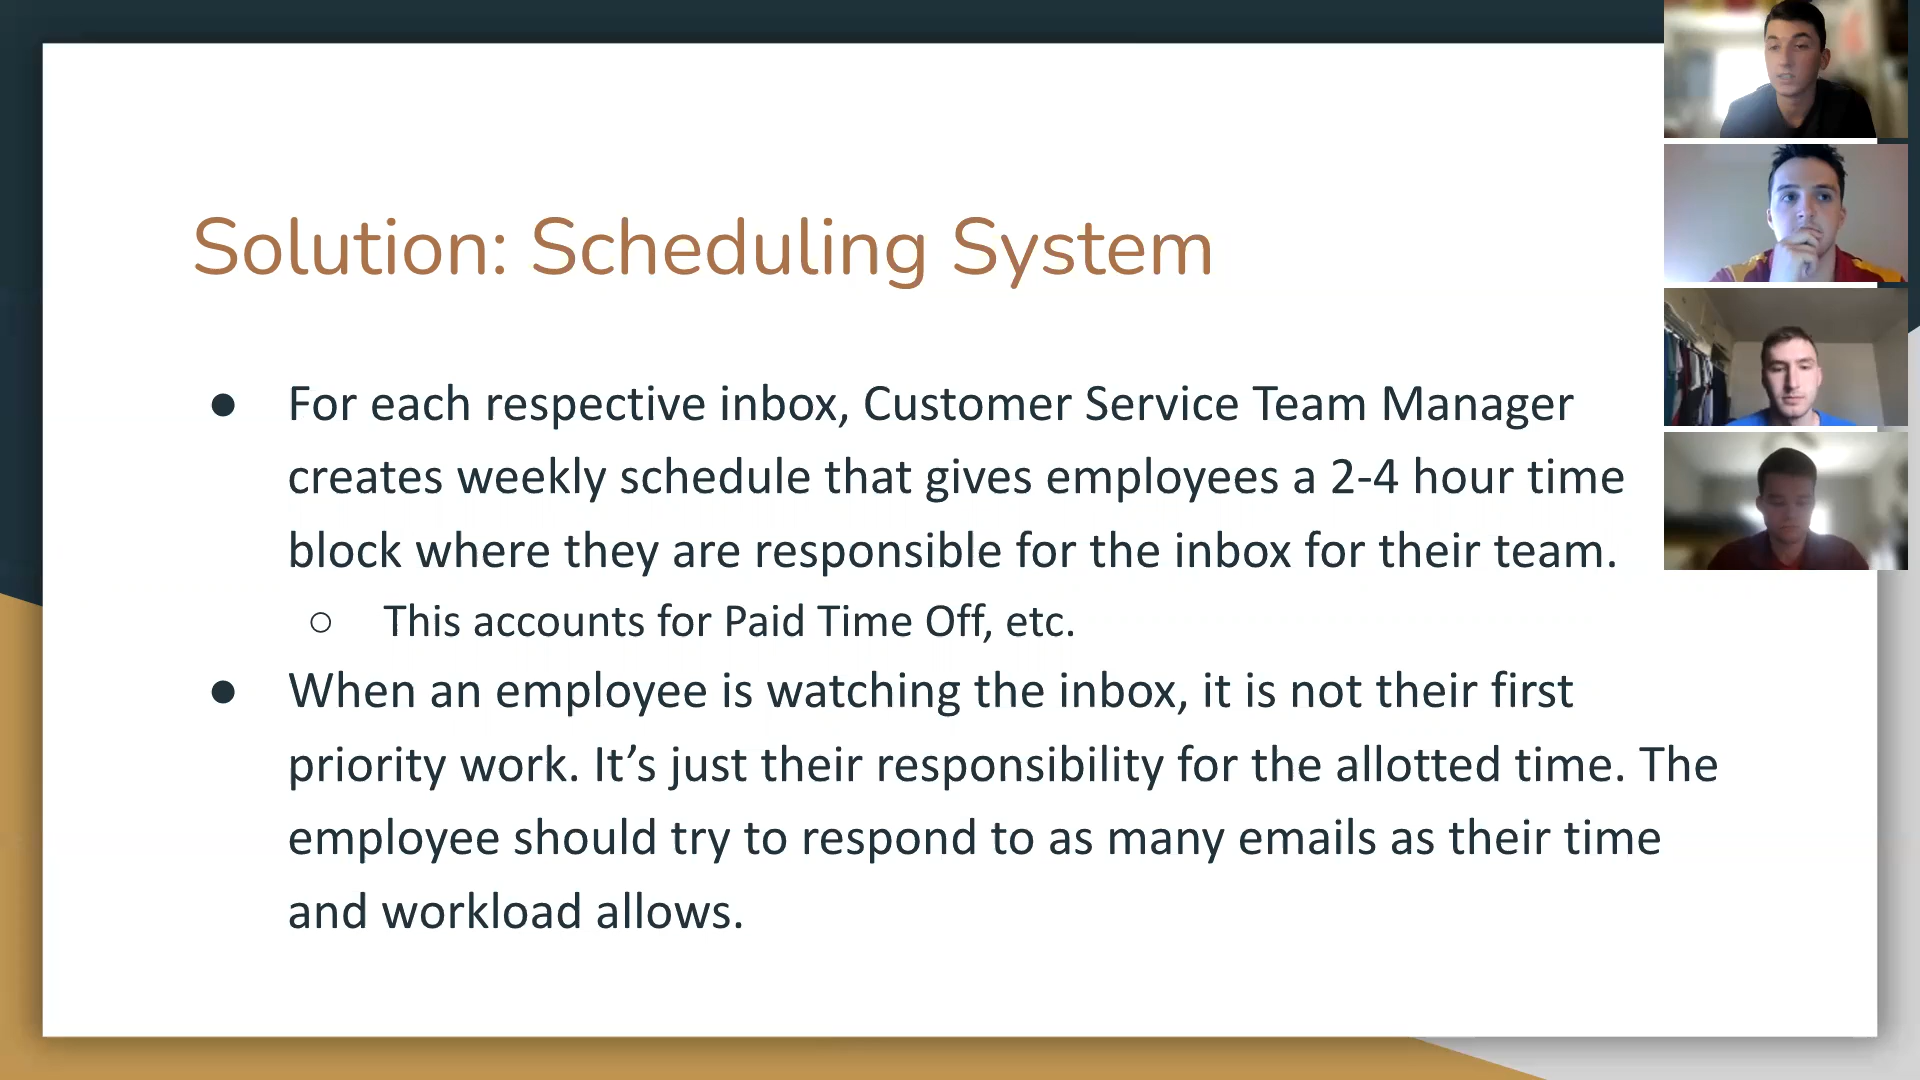 Solution: Scheduling System
● For each respective inbox, Customer Service Team Manager
creates weekly schedule that gives employees a 2-4 hour time
block where they are responsible for the inbox for their team.
○ This accounts for Paid Time Off, etc.
● When an employee is watching the inbox, it is not their first
priority work. It’s just their responsibility for the allotted time. The
employee should try to respond to as many emails as their time
and workload allows.